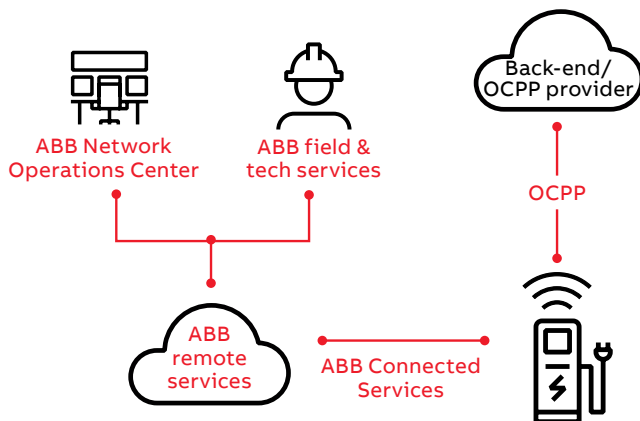 ABB Network
Operations Center
ABB field &
tech services
Back-end/
OCPP provider
OCPP
ABB
remote
services
ABB Connected
Services